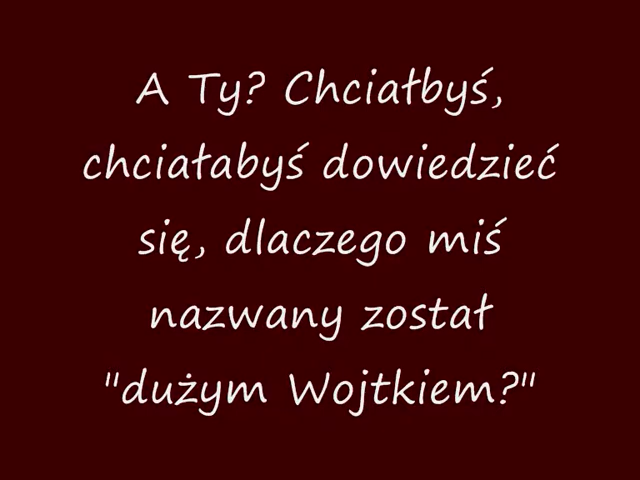 A Ty? Chciałbyś,
chciałabyś dowiedzieć
się, dlaczego miś
nazwany został
"dużym Wojtkiem?"